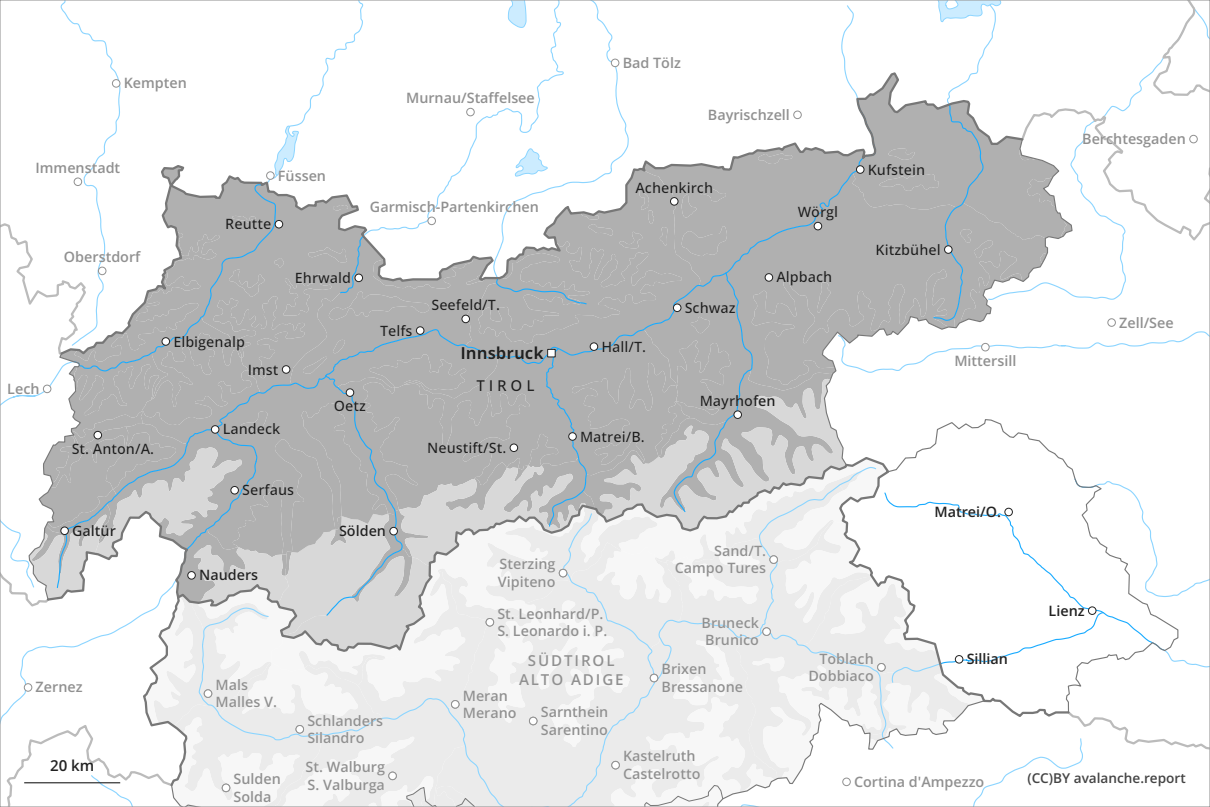 Kempten
Bad Tölz
Murnau/Staffelsee
Bayrischzell
Berchtesgaden
Immenstadt
Füssen
Kufstein
Achenkirch
Garmisch-Partenkirchen
Wörgl
Reutte
Kitzbühel
Oberstdorf
Ehrwald
Alpbach
Seefeld/T.
Schwaz
Zell/See
Telfs
Elbigenalp
Innsbruck
Hall/T.
Mittersill
Imst
TIROL
Lech
Oetz
Mayrhofen
Landeck
Matrei/B.
St. Anton/A.
Neustift/St.
Serfaus
Matrei/O.
Galtür
Sölden
Sand/T.
Campo Tures
Sterzing
Vipiteno
Nauders
Lienz
St. Leonhard/P.
S. Leonardo i. P.
Bruneck
Brunico
SÜDTIROL
ALTO ADIGE
Toblach
Dobbiaco
Sillian
Brixen
Bressanone
Zernez
Mals
Malles V.
Meran
Merano
Sarnthein
Sarentino
Schlanders
Silandro
Kastelruth
Castelrotto
20 km
St. Walburg
S. Valburga
Sulden
Solda
Cortina d'Ampezzo
(CC)BY avalanche.report